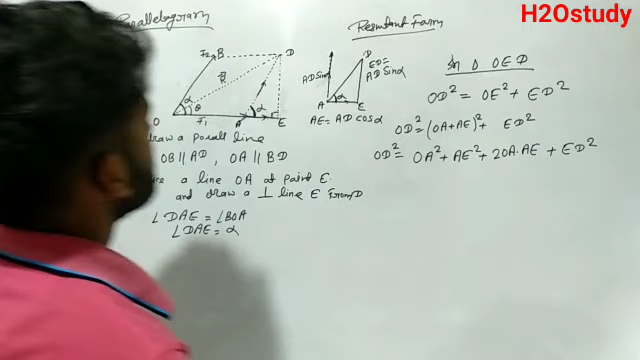 H2Ostudy
Parallelogram
Resultant Form
F2 B D
R
α θ
O F1 A α E
D
ED =
AD Sinα
AD Sinα
A α E
AE = AD cosα
In Δ OED
OD² = OE² + ED²
OD² = (OA+AE)² + ED²
OD² = OA² + AE² + 2OA·AE + ED²
draw a parall line
OB || AD , OA || BD
a line OA at point E.
and draw a ⊥ line E from D
∠DAE = ∠BOA
∠DAE = α